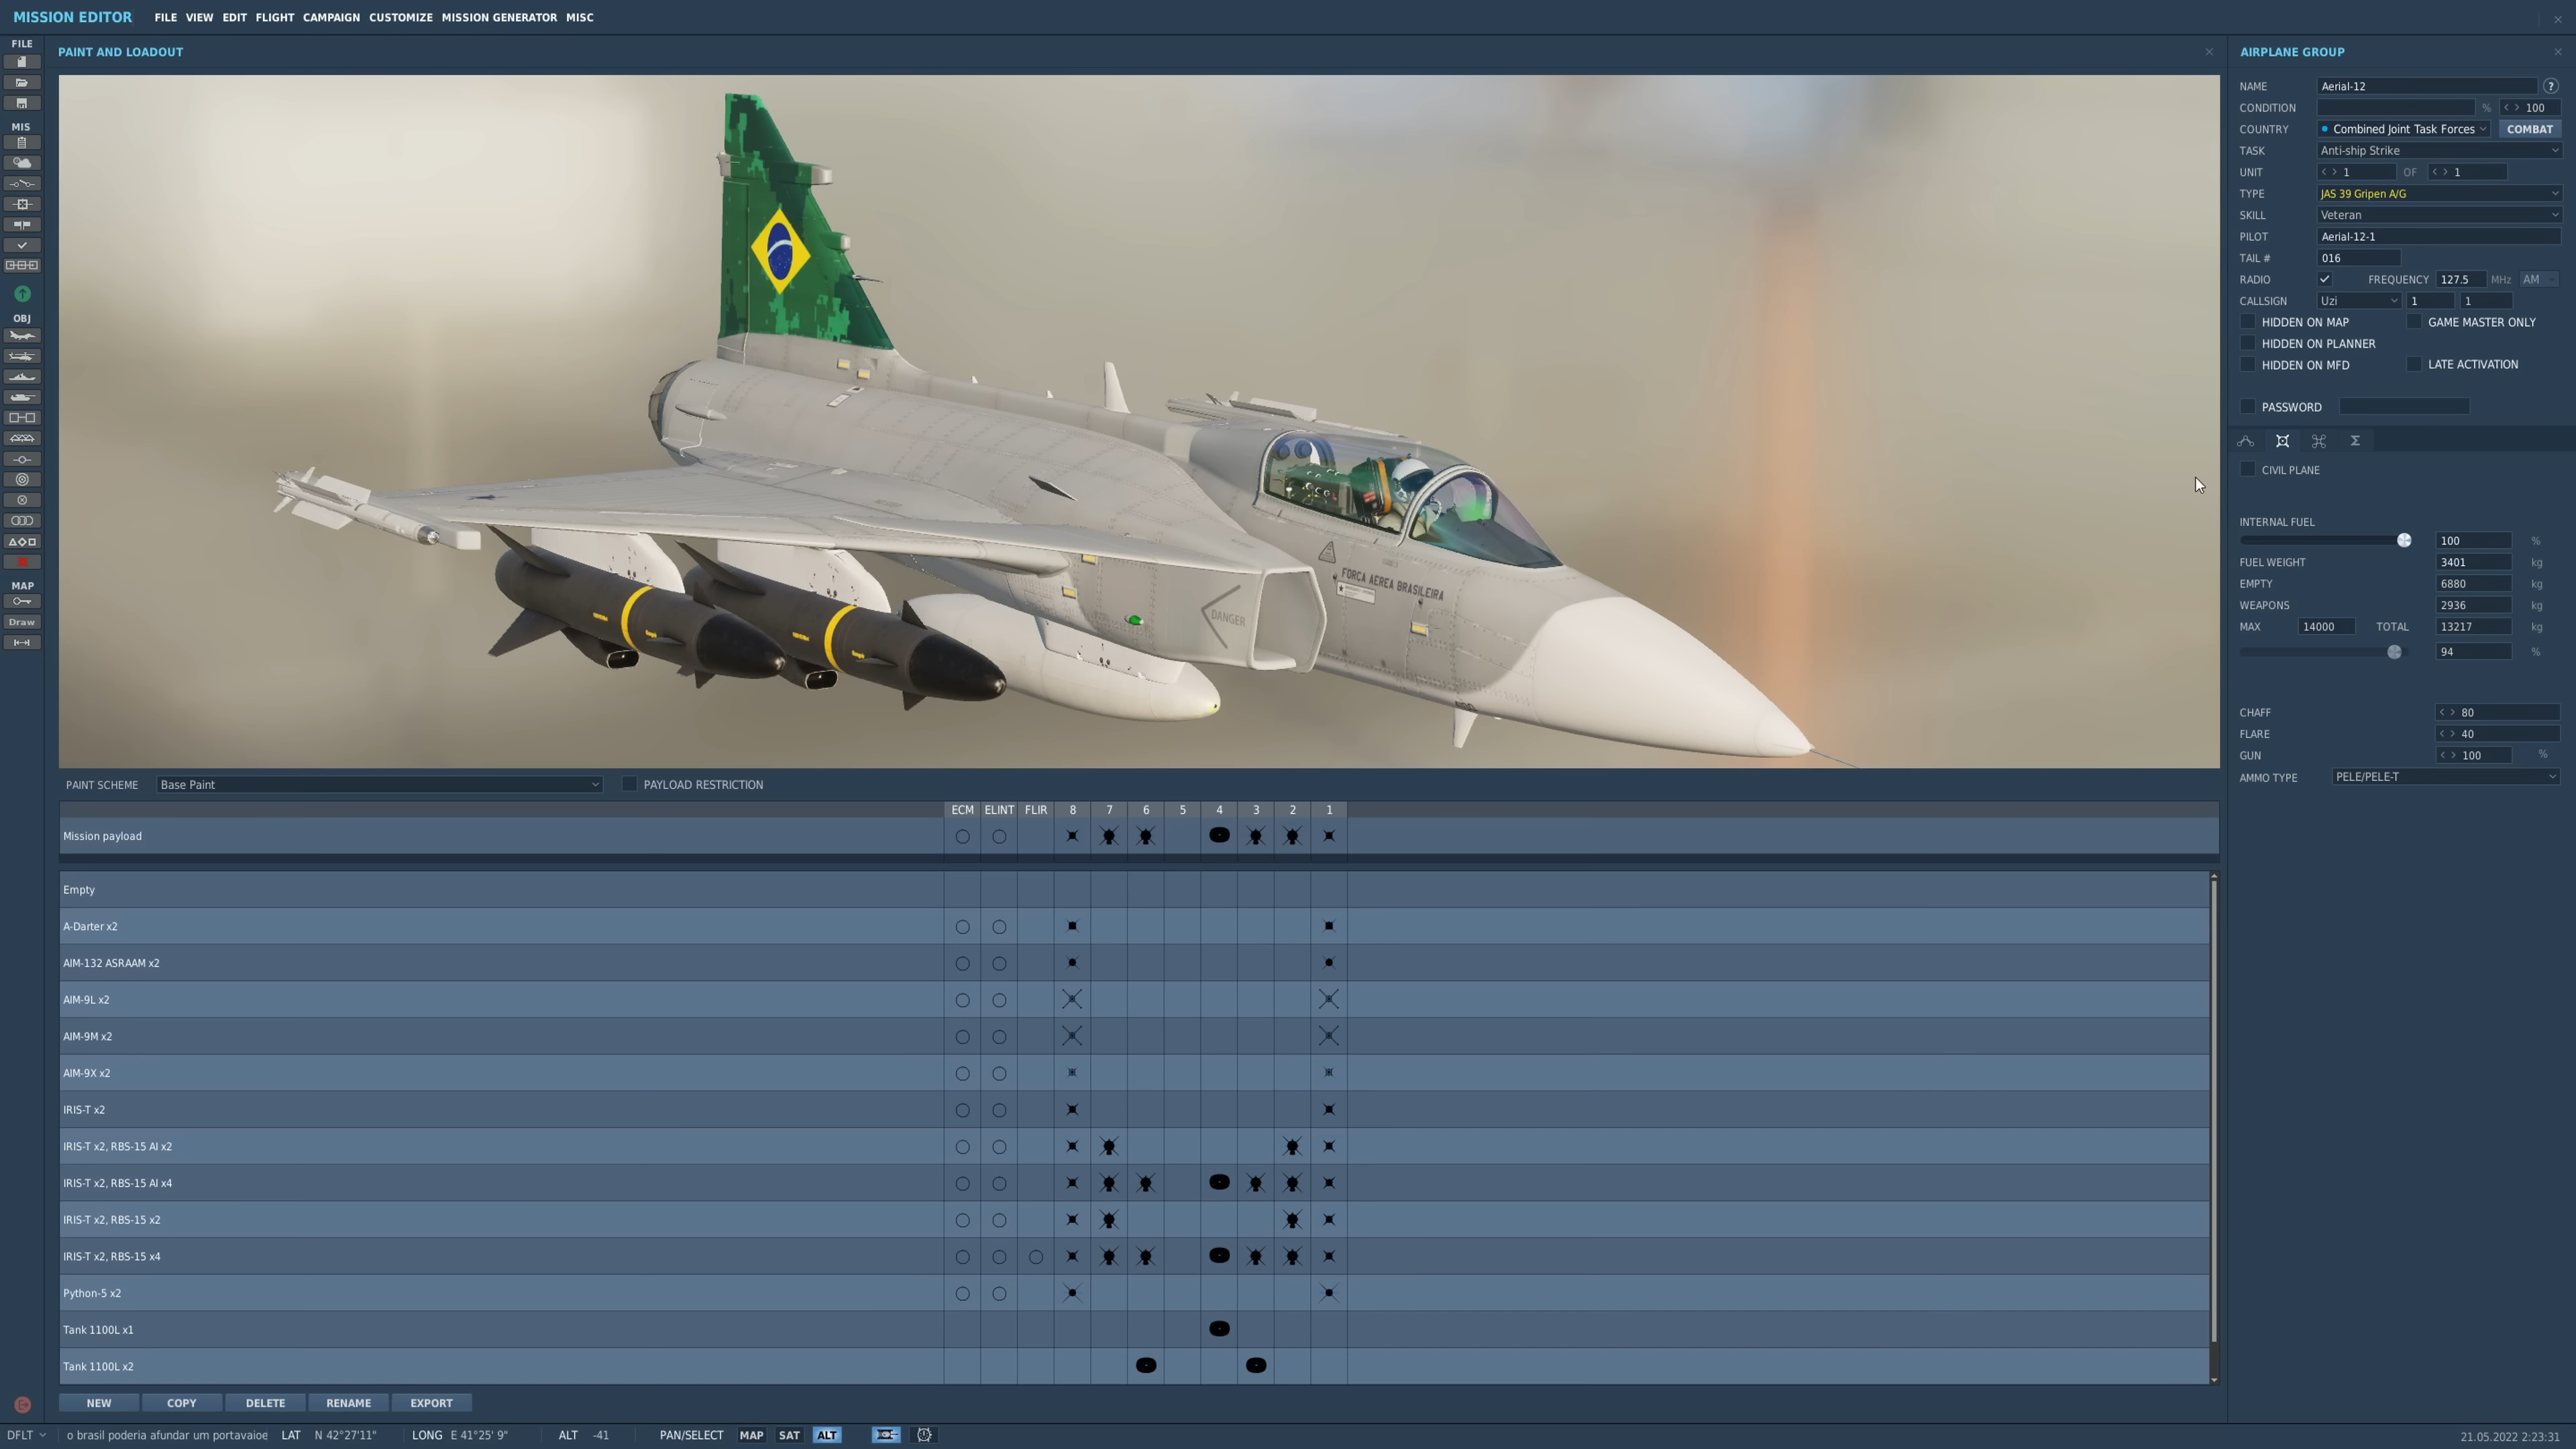 MISSION EDITOR FILE VIEW EDIT FLIGHT CAMPAIGN CUSTOMIZE MISSION GENERATOR MISC
FILE
MIS
OBJ
MAP
Draw
PAINT AND LOADOUT
FORCA AEREA BRASILEIRA
DANGER
PAINT SCHEME Base Paint PAYLOAD RESTRICTION
ECM ELINT FLIR 8 7 6 5 4 3 2 1
Mission payload
Empty
A-Darter x2
AIM-132 ASRAAM x2
AIM-9L x2
AIM-9M x2
AIM-9X x2
IRIS-T x2
IRIS-T x2, RBS-15 AI x2
IRIS-T x2, RBS-15 AI x4
IRIS-T x2, RBS-15 x2
IRIS-T x2, RBS-15 x4
Python-5 x2
Tank 1100L x1
Tank 1100L x2
NEW COPY DELETE RENAME EXPORT
AIRPLANE GROUP
NAME Aerial-12 ?
CONDITION % < > 100
COUNTRY Combined Joint Task Forces COMBAT
TASK Anti-ship Strike
UNIT < > 1 OF < > 1
TYPE JAS 39 Gripen A/G
SKILL Veteran
PILOT Aerial-12-1
TAIL # 016
RADIO FREQUENCY 127.5 MHz AM
CALLSIGN Uzi 1 1
HIDDEN ON MAP GAME MASTER ONLY
HIDDEN ON PLANNER
HIDDEN ON MFD LATE ACTIVATION
PASSWORD
Σ
CIVIL PLANE
INTERNAL FUEL
100 %
FUEL WEIGHT 3401 kg
EMPTY 6880 kg
WEAPONS 2936 kg
MAX 14000 TOTAL 13217 kg
94 %
CHAFF < > 80
FLARE < > 40
GUN < > 100 %
AMMO TYPE PELE/PELE-T
DFLT o brasil poderia afundar um portavaioe LAT N 42°27'11" LONG E 41°25' 9" ALT -41 PAN/SELECT MAP SAT ALT 21.05.2022 2:23:31